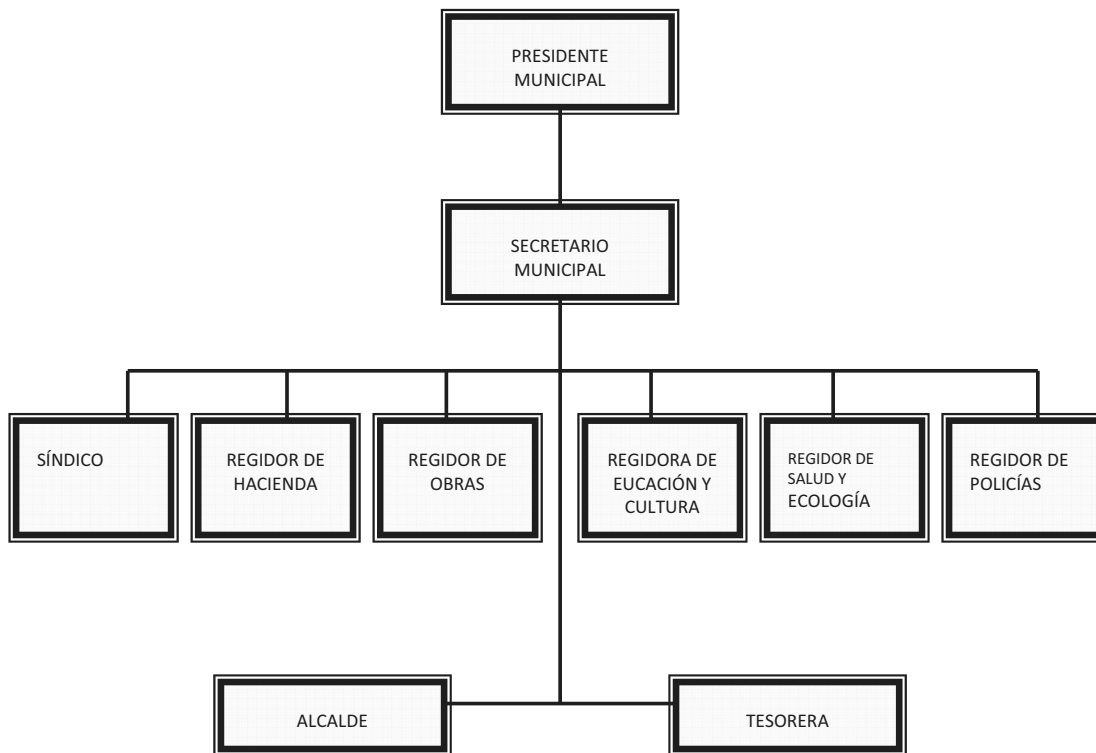 PRESIDENTE
MUNICIPAL
SECRETARIO
MUNICIPAL
SÍNDICO
REGIDOR DE
HACIENDA
REGIDOR DE
OBRAS
REGIDORA DE
EUCACIÓN Y
CULTURA
REGIDOR DE
SALUD Y
ECOLOGÍA
REGIDOR DE
POLICÍAS
ALCALDE
TESORERA